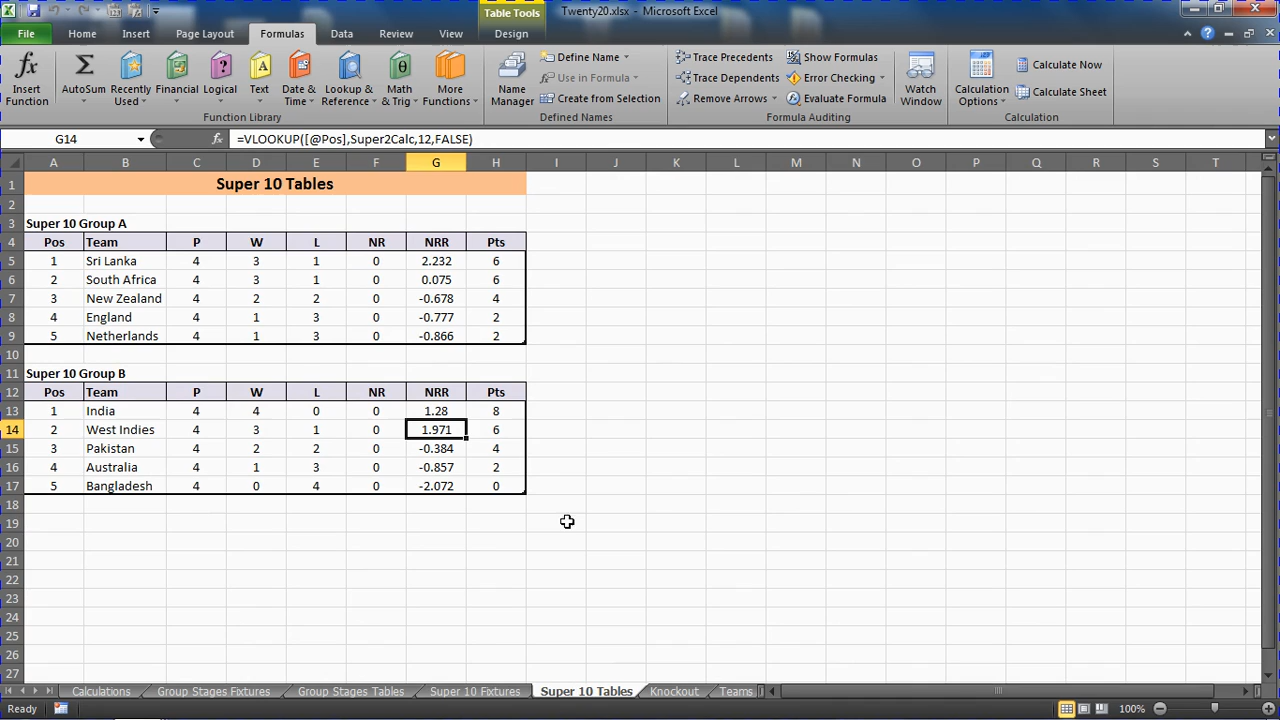 Table Tools
Twenty20.xlsx - Microsoft Excel
File Home Insert Page Layout Formulas Data Review View Design
Insert Function
AutoSum
Recently Used
Financial
Logical
Text
Date & Time
Lookup & Reference
Math & Trig
More Functions
Function Library
Name Manager
Define Name
Use in Formula
Create from Selection
Defined Names
Trace Precedents
Trace Dependents
Remove Arrows
Show Formulas
Error Checking
Evaluate Formula
Formula Auditing
Watch Window
Calculation Options
Calculate Now
Calculate Sheet
Calculation
G14 fx =VLOOKUP([@Pos],Super2Calc,12,FALSE)
A B C D E F G H I J K L M N O P Q R S T
1 Super 10 Tables
2
3 Super 10 Group A
4 Pos Team P W L NR NRR Pts
5 1 Sri Lanka 4 3 1 0 2.232 6
6 2 South Africa 4 3 1 0 0.075 6
7 3 New Zealand 4 2 2 0 -0.678 4
8 4 England 4 1 3 0 -0.777 2
9 5 Netherlands 4 1 3 0 -0.866 2
10
11 Super 10 Group B
12 Pos Team P W L NR NRR Pts
13 1 India 4 4 0 0 1.28 8
14 2 West Indies 4 3 1 0 1.971 6
15 3 Pakistan 4 2 2 0 -0.384 4
16 4 Australia 4 1 3 0 -0.857 2
17 5 Bangladesh 4 0 4 0 -2.072 0
18
19
20
21
22
23
24
25
26
27
Calculations Group Stages Fixtures Group Stages Tables Super 10 Fixtures Super 10 Tables Knockout Teams
Ready 100%